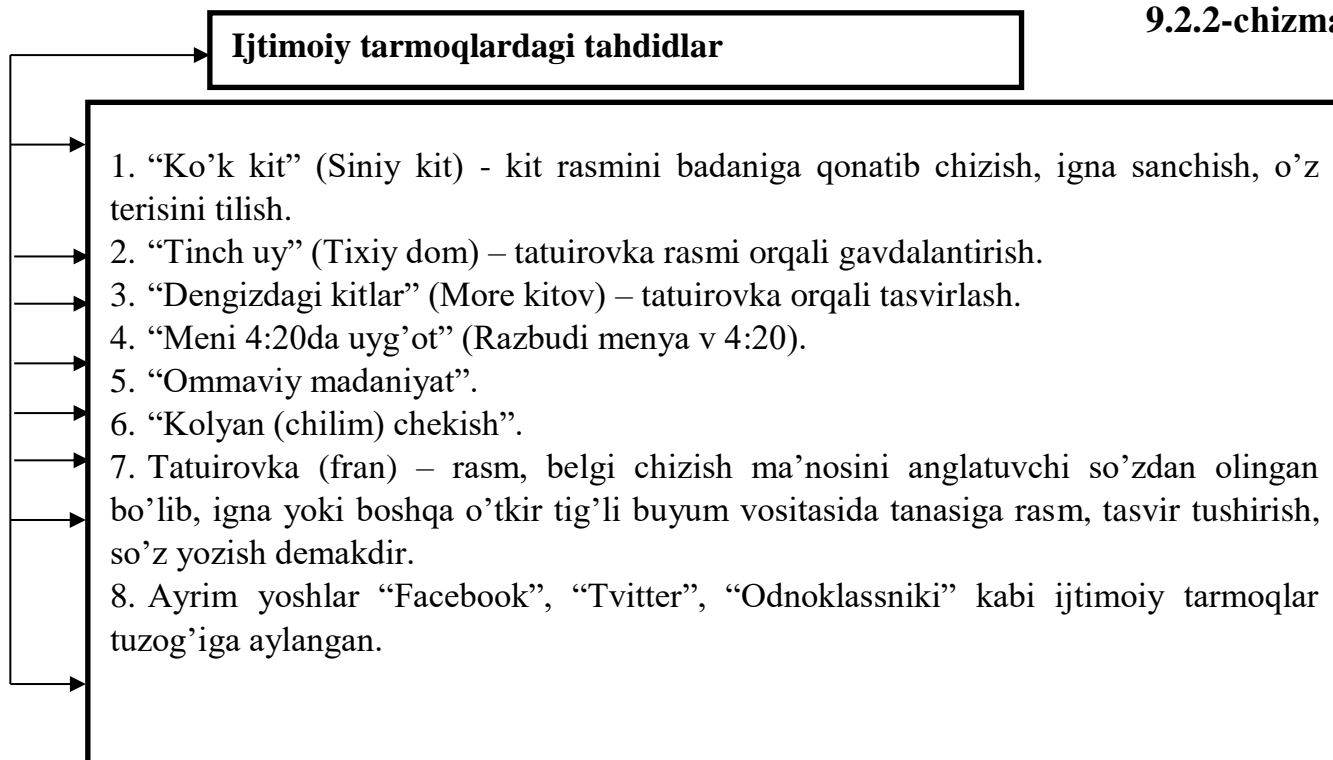 9.2.2-chizma
Ijtimoiy tarmoqlardagi tahdidlar
1. “Ko’k kit” (Siniy kit) - kit rasmini badaniga qonatib chizish, igna sanchish, o’z
terisini tilish.
2. “Tinch uy” (Tixiy dom) – tatuirovka rasmi orqali gavdalantirish.
3. “Dengizdagi kitlar” (More kitov) – tatuirovka orqali tasvirlash.
4. “Meni 4:20da uyg’ot” (Razbudi menya v 4:20).
5. “Ommaviy madaniyat”.
6. “Kolyan (chilim) chekish”.
7. Tatuirovka (fran) – rasm, belgi chizish ma’nosini anglatuvchi so’zdan olingan
bo’lib, igna yoki boshqa o’tkir tig’li buyum vositasida tanasiga rasm, tasvir tushirish,
so’z yozish demakdir.
8. Ayrim yoshlar “Facebook”, “Tvitter”, “Odnoklassniki” kabi ijtimoiy tarmoqlar
tuzog’iga aylangan.